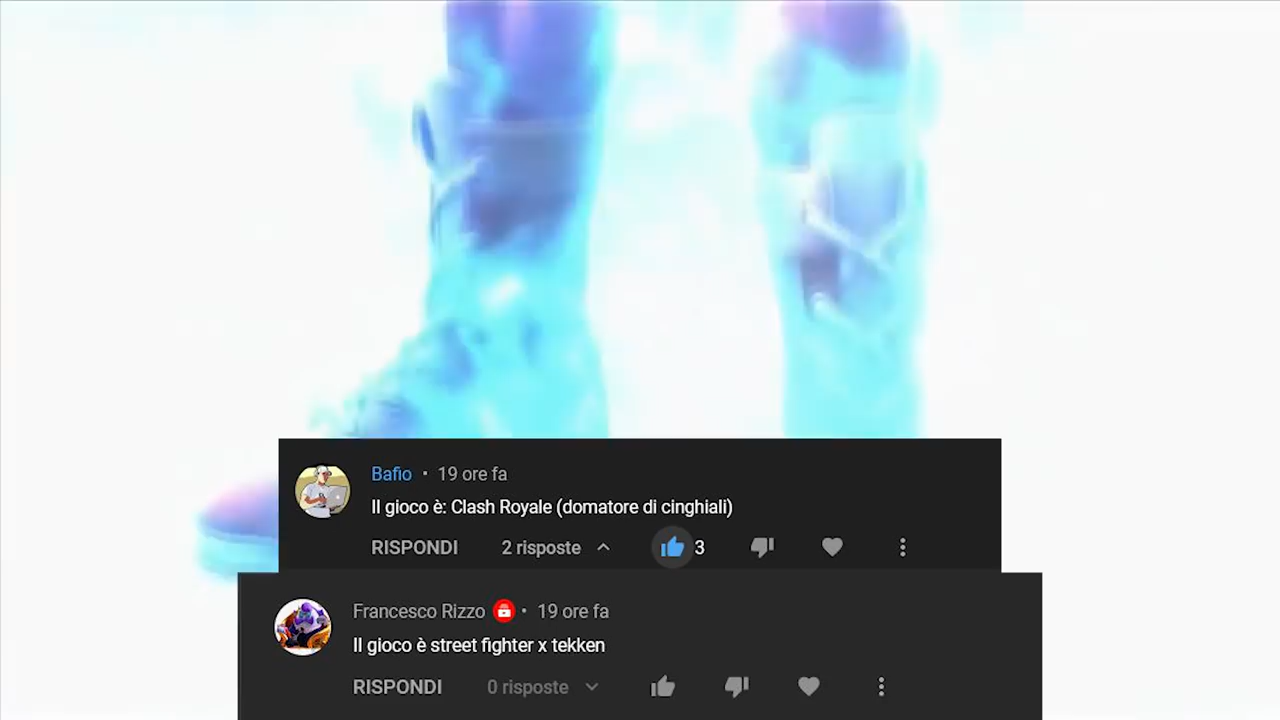 Bafio • 19 ore fa
Il gioco è: Clash Royale (domatore di cinghiali)
RISPONDI 2 risposte 3
Francesco Rizzo • 19 ore fa
Il gioco è street fighter x tekken
RISPONDI 0 risposte